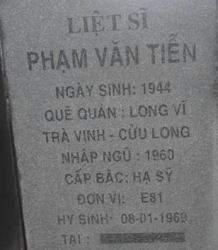 LIỆT SĨ
PHẠM VĂN TIỄN
NGÀY SINH: 1944
QUÊ QUÁN : LONG VĨ
TRÀ VINH - CỬU LONG
NHẬP NGŨ : 1960
CẤP BẬC: HẠ SỸ
ĐƠN VỊ: E81
HY SINH: 08-01-1969
TẠI :